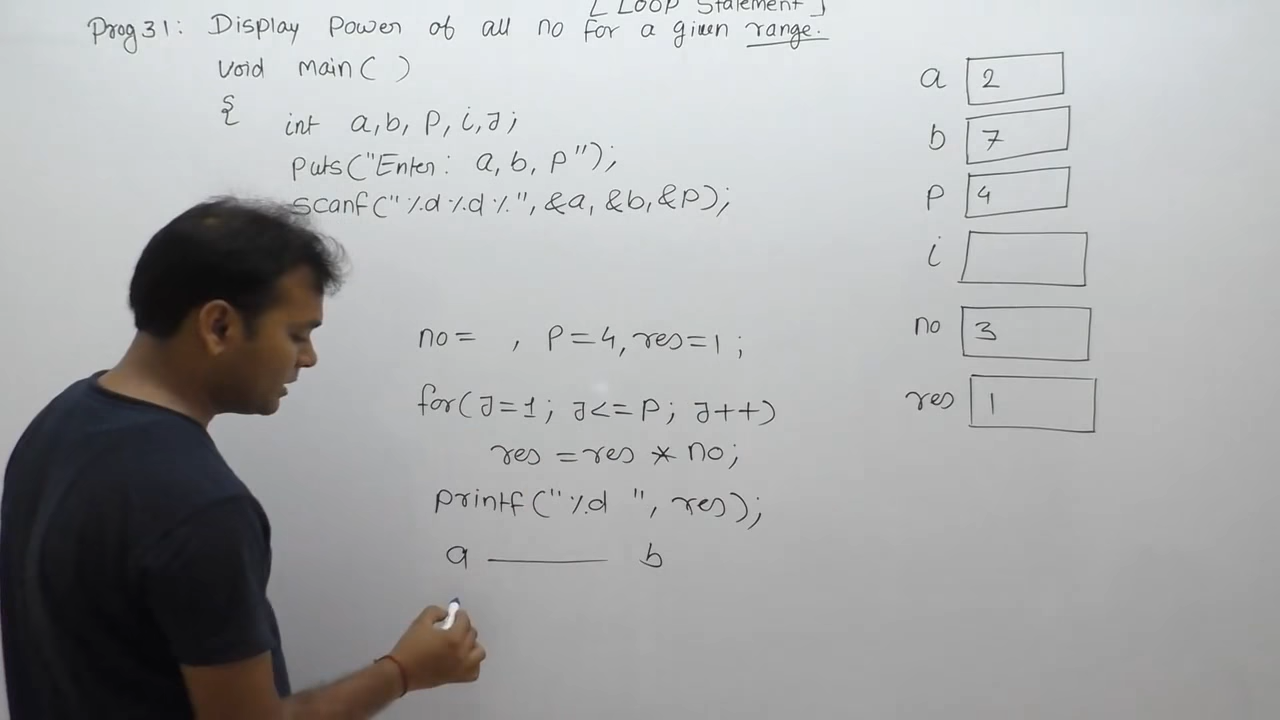 [ Loop Statement ]
Prog 31: Display Power of all no for a given range.
void main( )
{
int a,b, P, i,J;
puts("Enter: a, b, P");
scanf("%d%d%", &a, &b,&P);
no= , P=4,res=1;
for(J=1; J<=P; J++)
res =res * no;
printf("%d ", res);
a ——— b
a 2
b 7
P 4
i
no 3
res 1